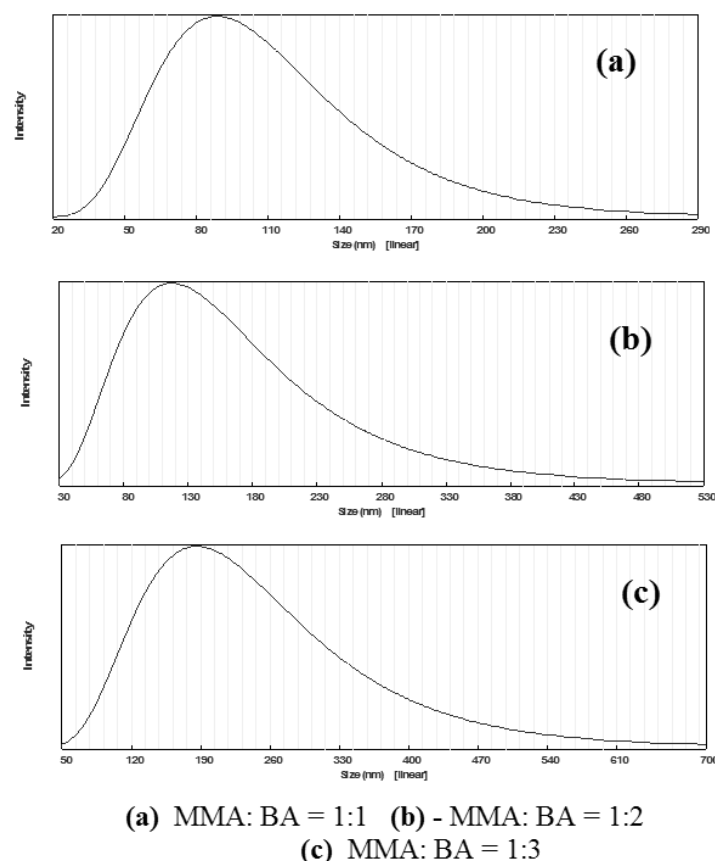 (a)
Intensity
20 50 80 110 140 170 200 230 260 290
Size (nm) [linear]
(b)
Intensity
30 80 130 180 230 280 330 380 430 480 530
Size (nm) [linear]
(c)
Intensity
50 120 190 260 330 400 470 540 610 700
Size (nm) [linear]
(a) MMA: BA = 1:1 (b) - MMA: BA = 1:2
(c) MMA: BA = 1:3